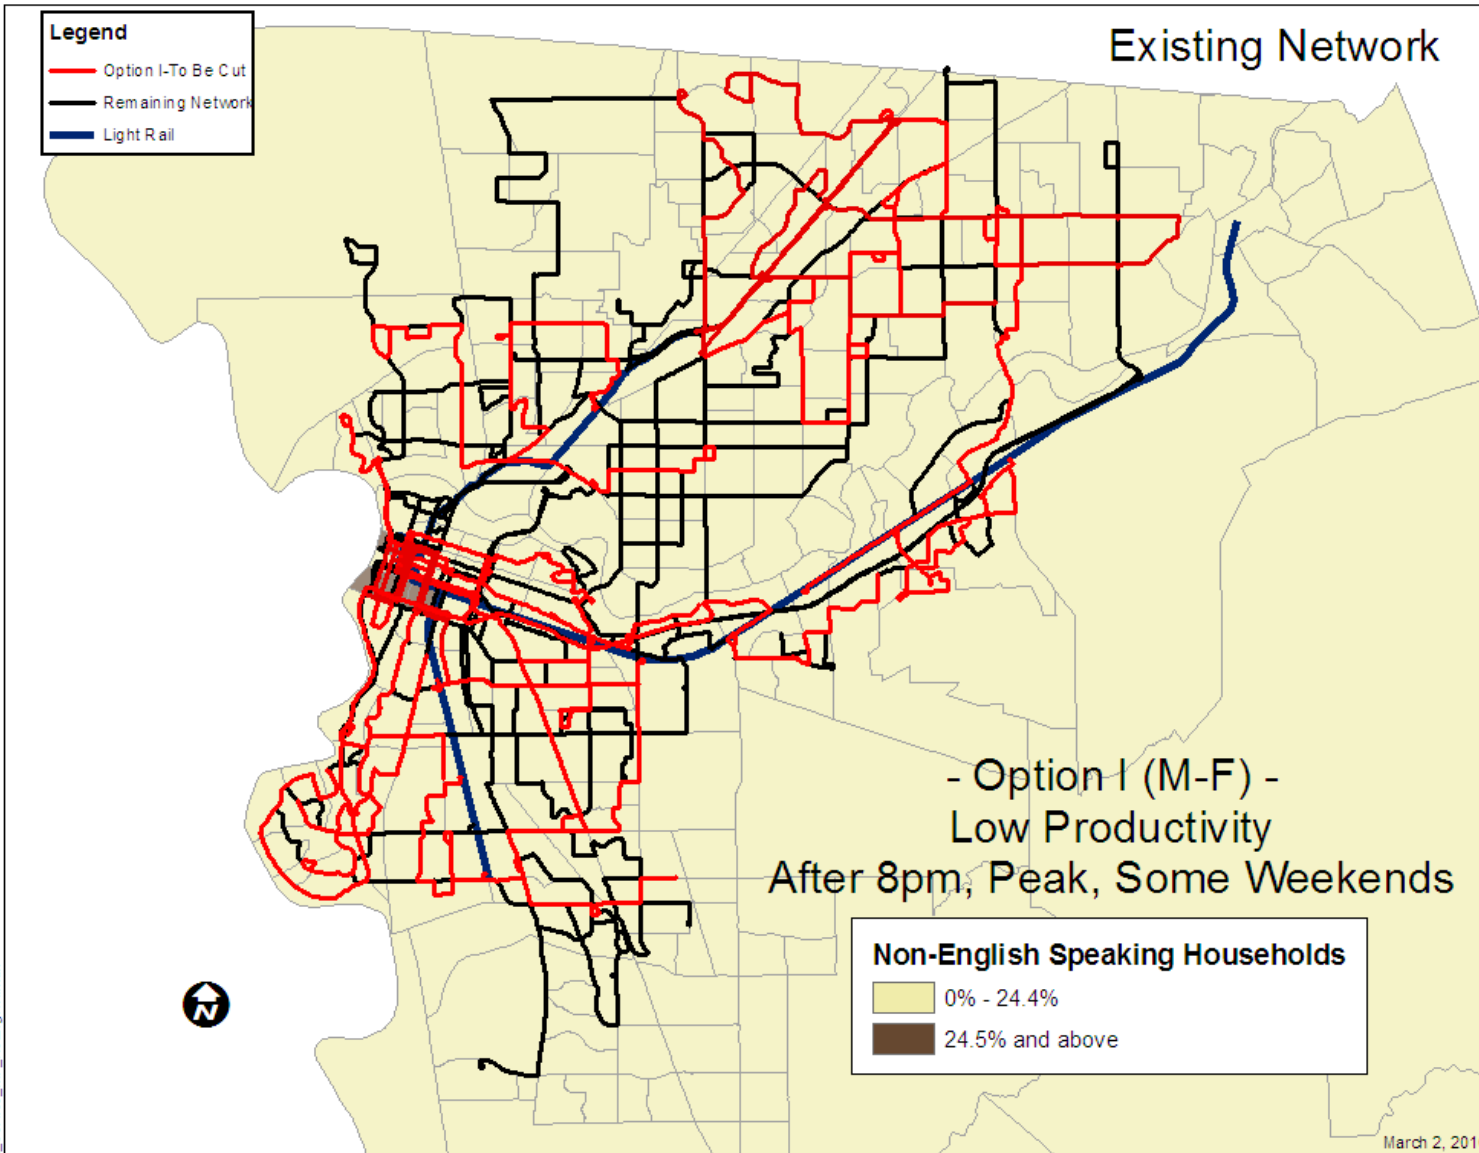 Legend
Option I-To Be Cut
Remaining Network
Light Rail
Existing Network
- Option I (M-F) -
Low Productivity
After 8pm, Peak, Some Weekends
Non-English Speaking Households
0% - 24.4%
24.5% and above
N
March 2, 201